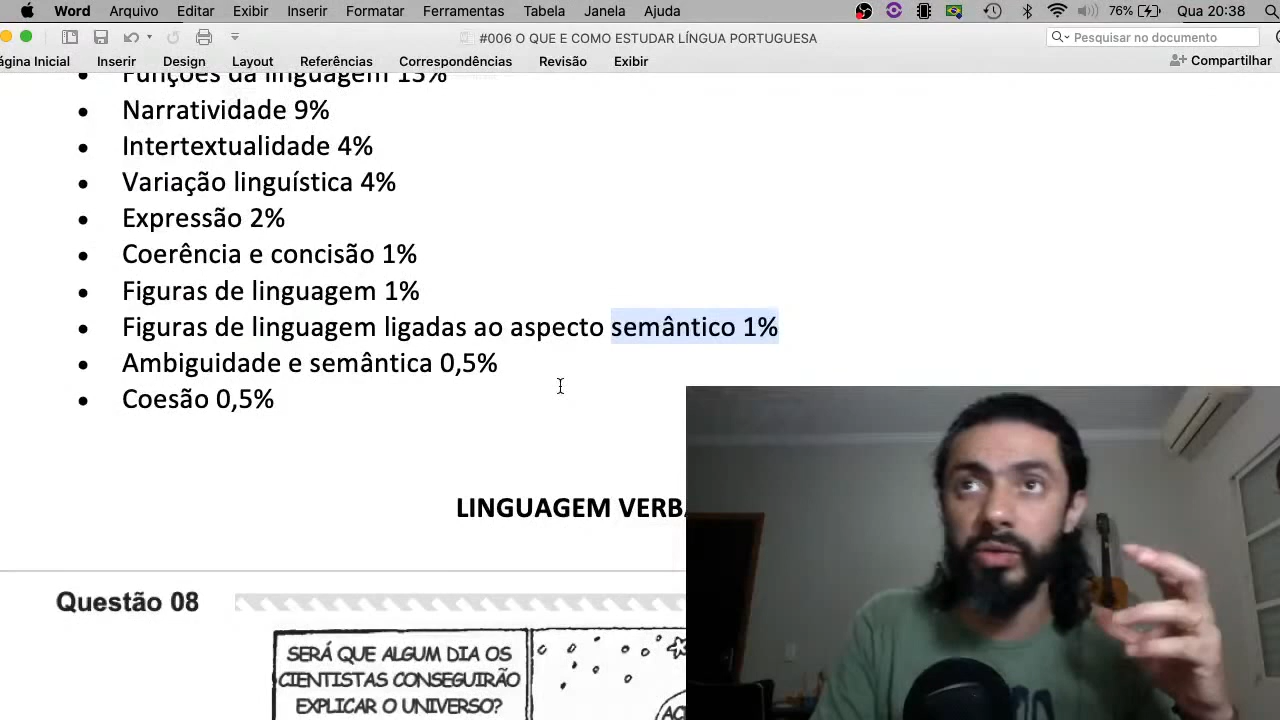 Word Arquivo Editar Exibir Inserir Formatar Ferramentas Tabela Janela Ajuda 76% Qua 20:38
#006 O QUE E COMO ESTUDAR LÍNGUA PORTUGUESA Pesquisar no documento
ágina Inicial Inserir Design Layout Referências Correspondências Revisão Exibir Compartilhar
Funções da linguagem 13%
Narratividade 9%
Intertextualidade 4%
Variação linguística 4%
Expressão 2%
Coerência e concisão 1%
Figuras de linguagem 1%
Figuras de linguagem ligadas ao aspecto semântico 1%
Ambiguidade e semântica 0,5%
Coesão 0,5%
LINGUAGEM
Questão 08
SERÁ QUE ALGUM DIA OS
CIENTISTAS CONSEGUIRÃO
EXPLICAR O UNIVERSO?